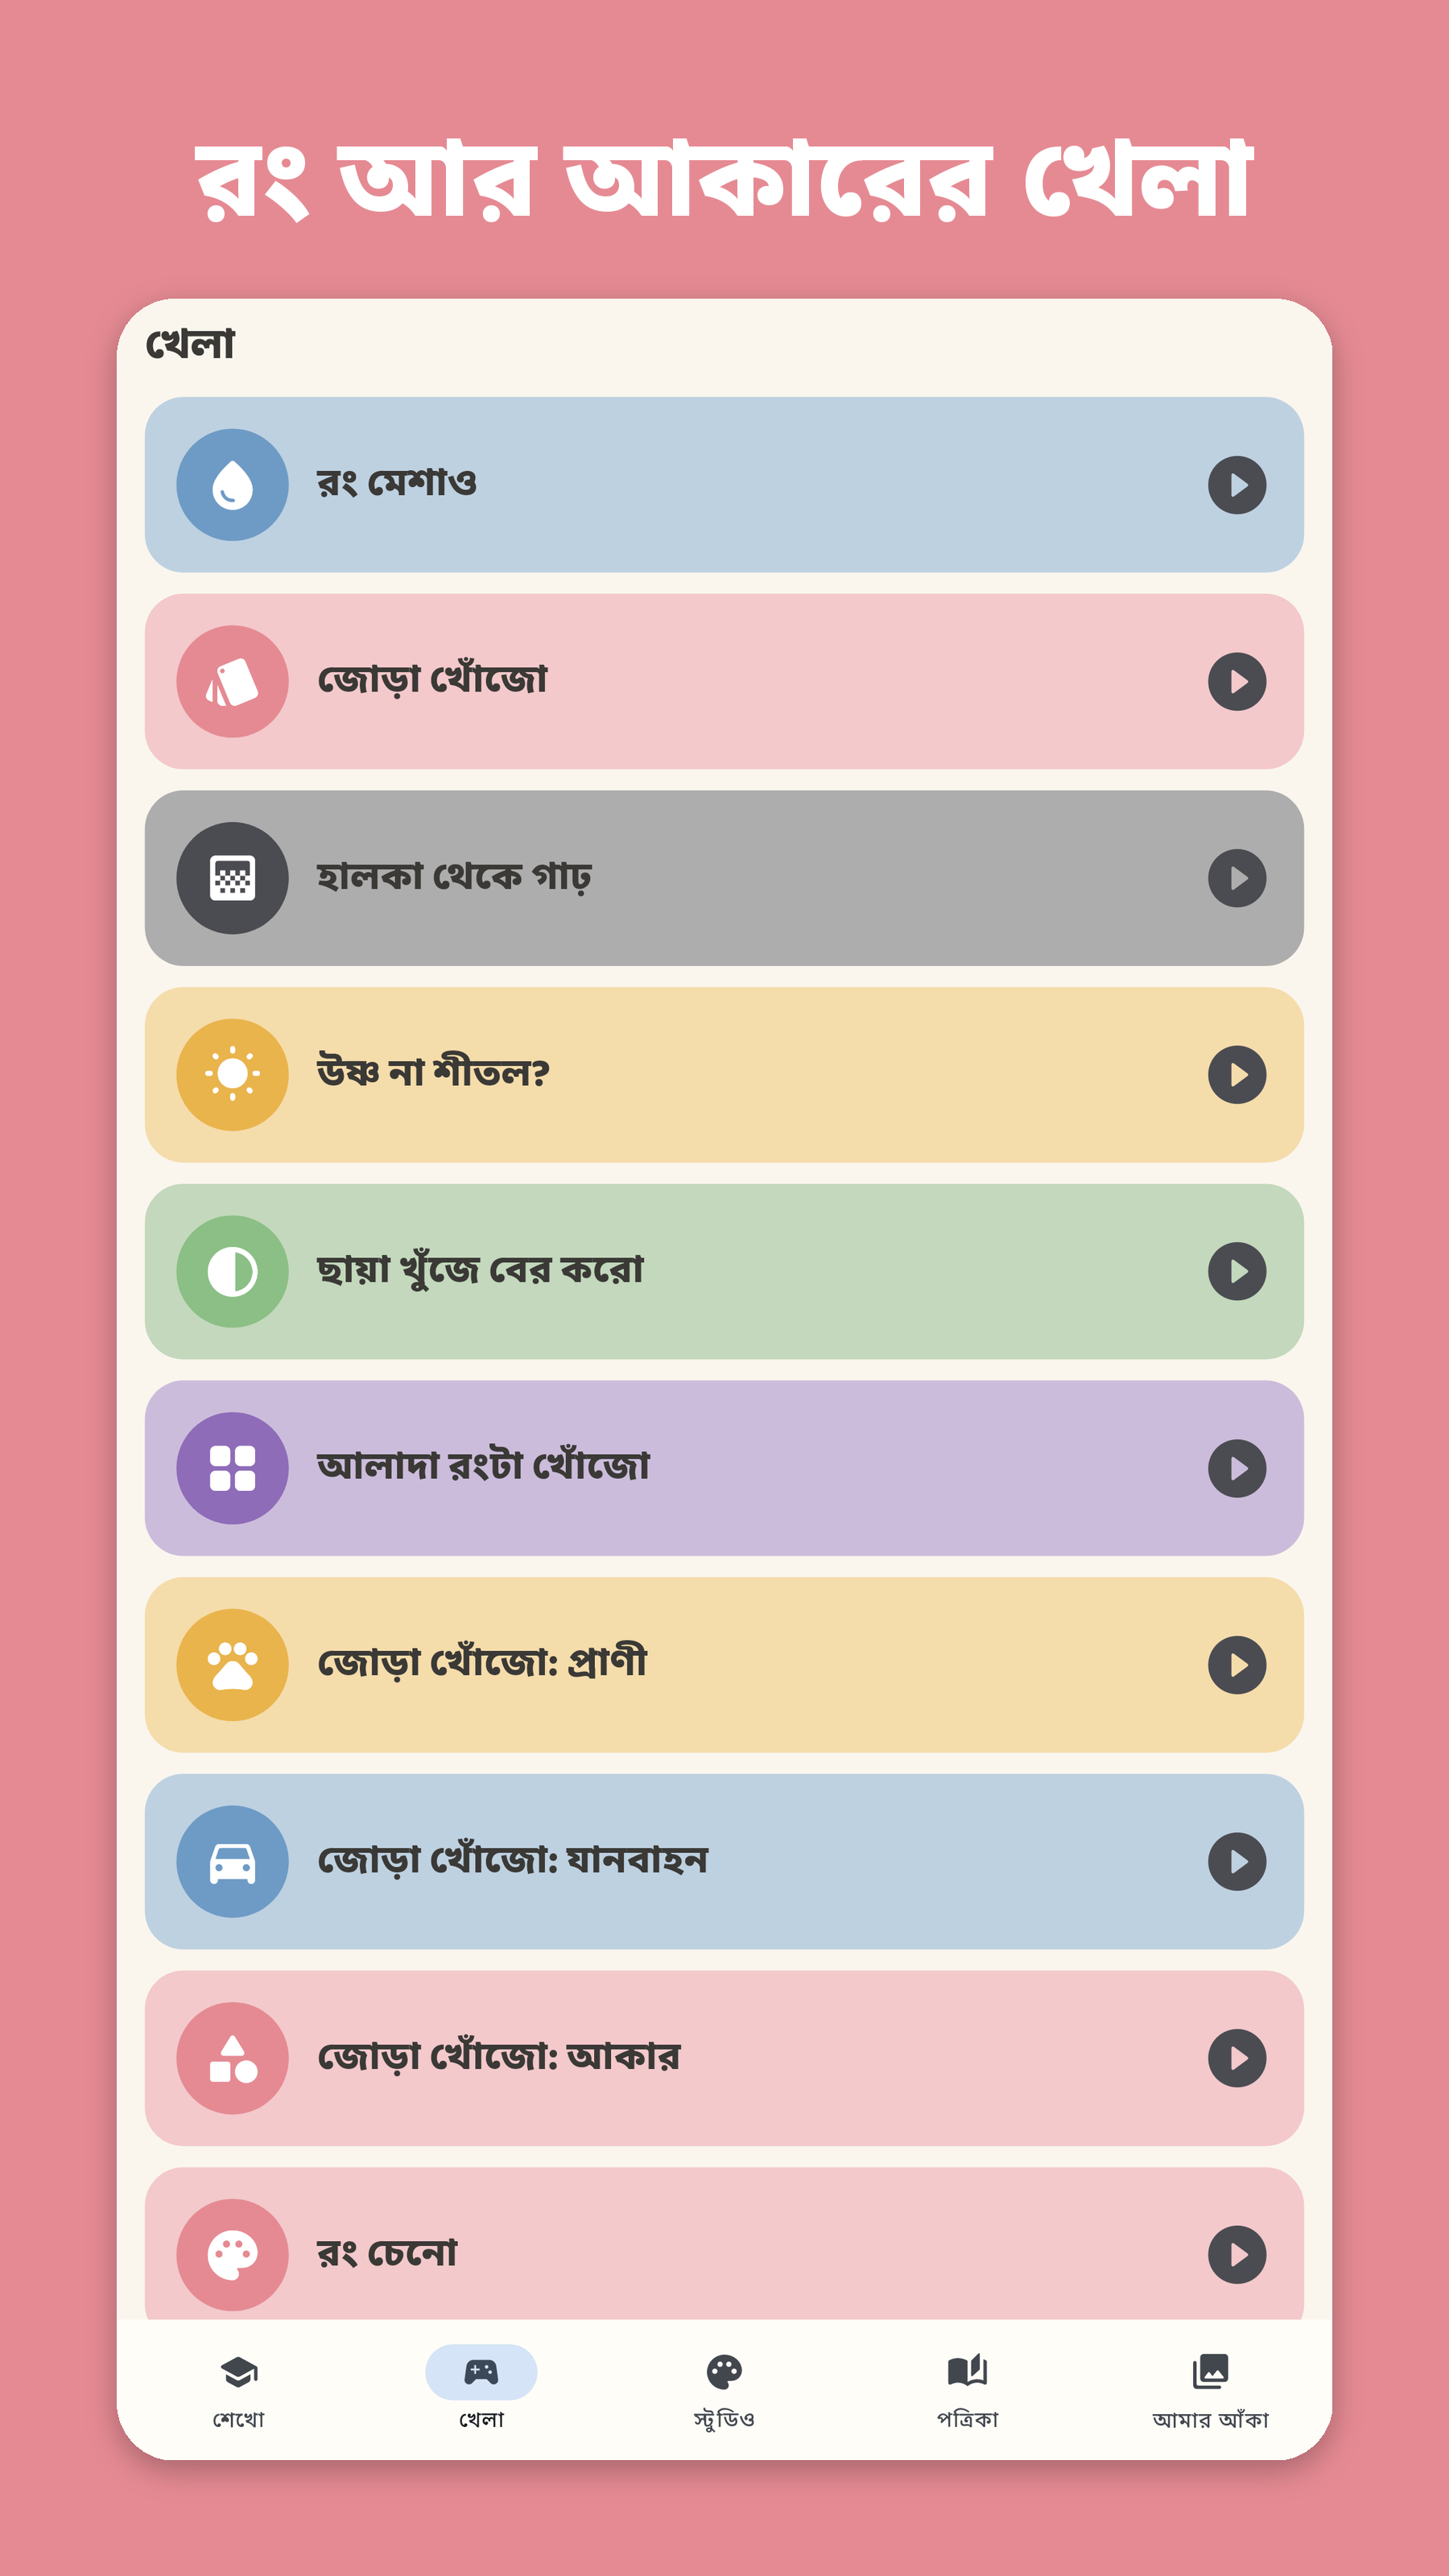 রং আর আকারের খেলা
খেলা
রং মেশাও
জোড়া খোঁজো
হালকা থেকে গাঢ়
উষ্ণ না শীতল?
ছায়া খুঁজে বের করো
আলাদা রংটা খোঁজো
জোড়া খোঁজো: প্রাণী
জোড়া খোঁজো: যানবাহন
জোড়া খোঁজো: আকার
রং চেনো
শেখো
খেলা
স্টুডিও
পত্রিকা
আমার আঁকা